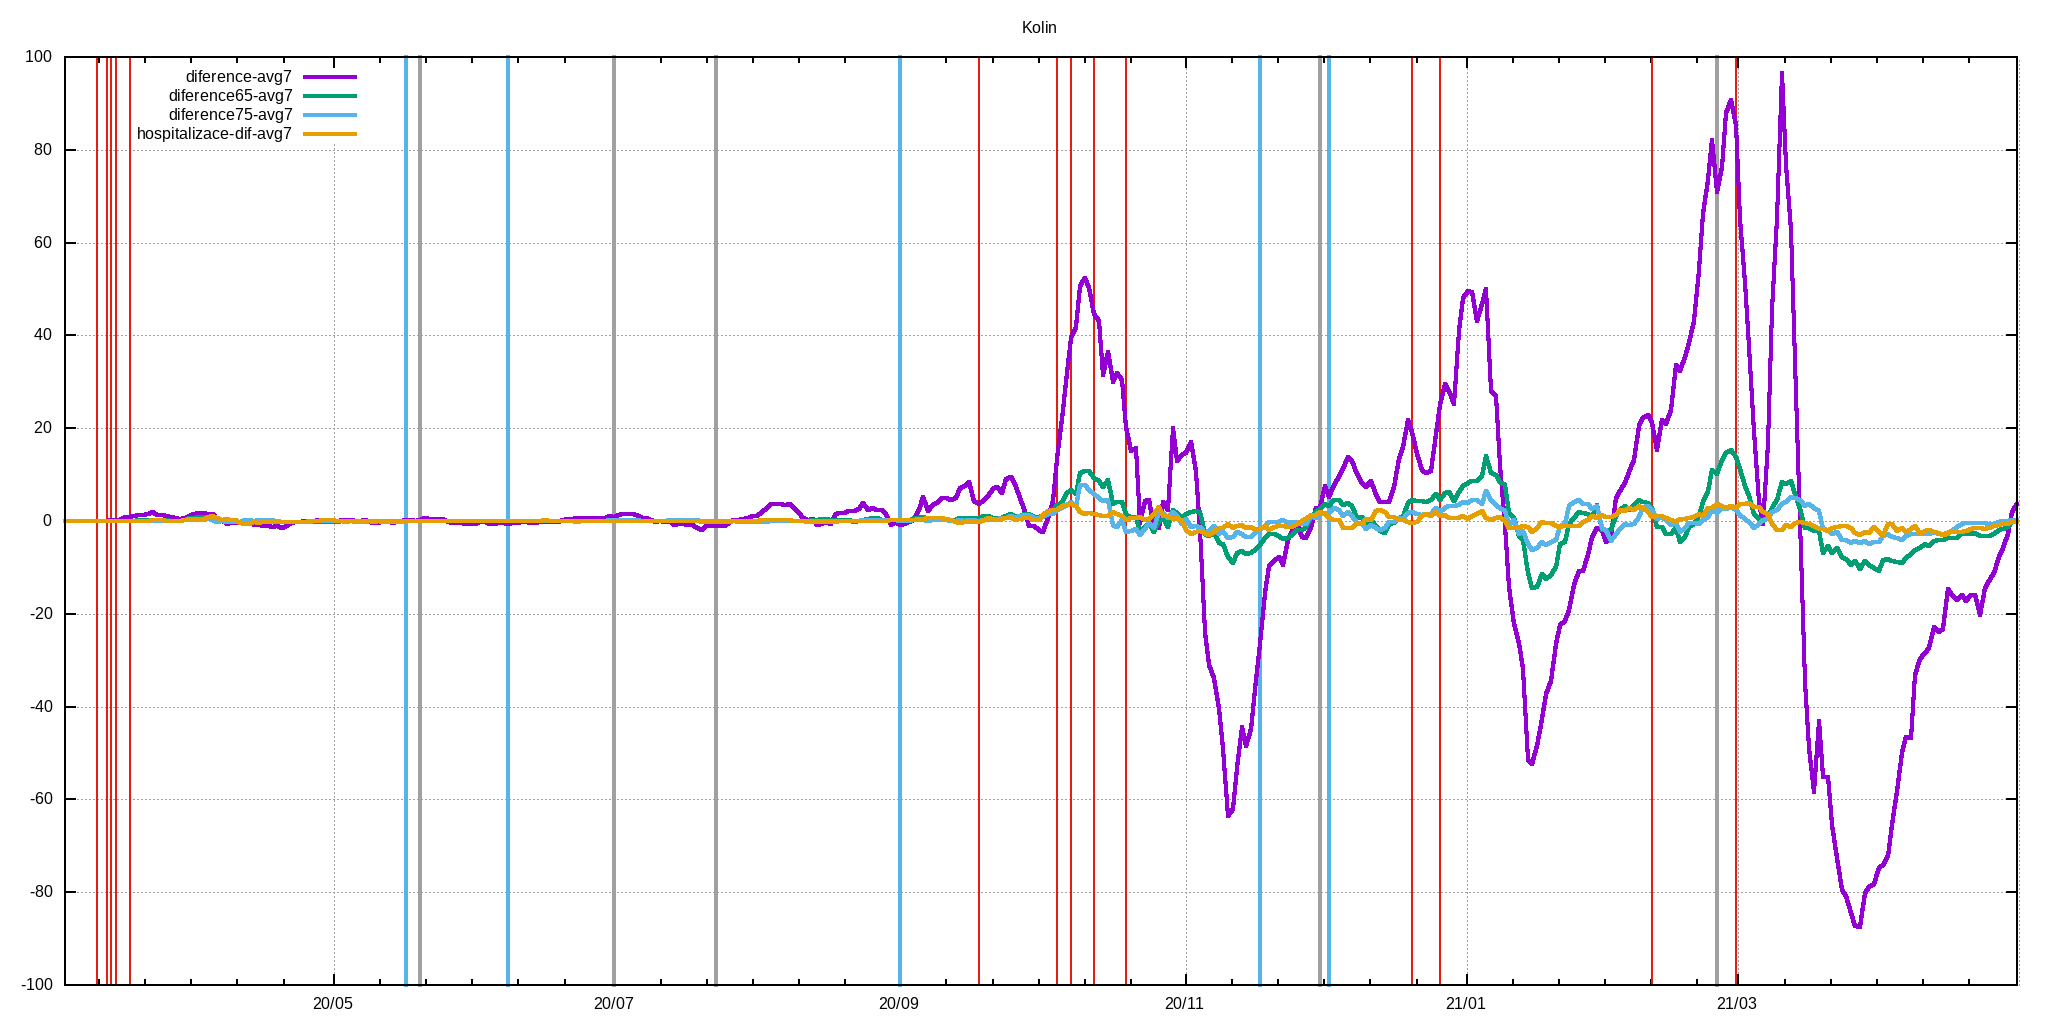 Kolin
100
80
60
40
20
0
-20
-40
-60
-80
-100
diference-avg7
diference65-avg7
diference75-avg7
hospitalizace-dif-avg7
20/05 20/07 20/09 20/11 21/01 21/03